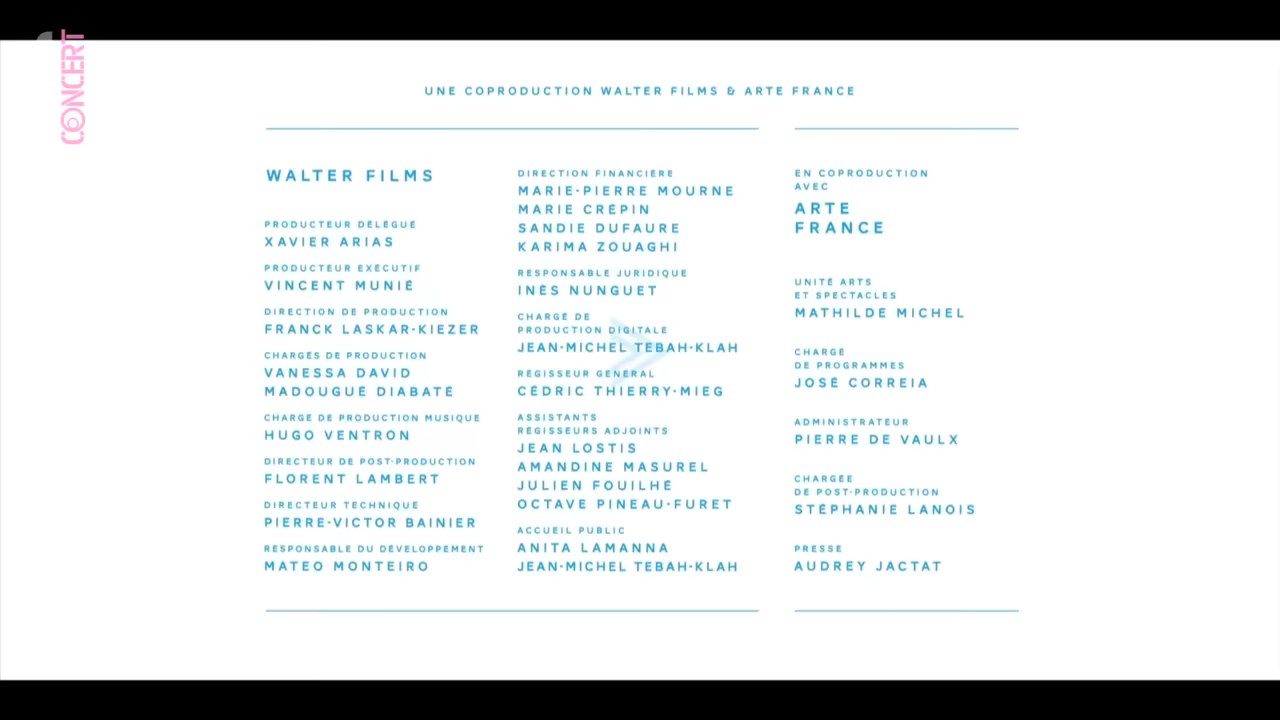 CONCERT
UNE COPRODUCTION WALTER FILMS & ARTE FRANCE
WALTER FILMS
PRODUCTEUR DÉLÉGUÉ
XAVIER ARIAS
PRODUCTEUR EXÉCUTIF
VINCENT MUNIÉ
DIRECTION DE PRODUCTION
FRANCK LASKAR-KIEZER
CHARGÉS DE PRODUCTION
VANESSA DAVID
MADOUGUÉ DIABATÉ
CHARGÉ DE PRODUCTION MUSIQUE
HUGO VENTRON
DIRECTEUR DE POST-PRODUCTION
FLORENT LAMBERT
DIRECTEUR TECHNIQUE
PIERRE-VICTOR BAINIER
RESPONSABLE DU DÉVELOPPEMENT
MATEO MONTEIRO
DIRECTION FINANCIÈRE
MARIE-PIERRE MOURNE
MARIE CRÉPIN
SANDIE DUFAURE
KARIMA ZOUAGHI
RESPONSABLE JURIDIQUE
INÈS NUNGUET
CHARGÉ DE
PRODUCTION DIGITALE
JEAN-MICHEL TEBAH-KLAH
RÉGISSEUR GÉNÉRAL
CÉDRIC THIERRY-MIEG
ASSISTANTS
RÉGISSEURS ADJOINTS
JEAN LOSTIS
AMANDINE MASUREL
JULIEN FOUILHÉ
OCTAVE PINEAU-FURET
ACCUEIL PUBLIC
ANITA LAMANNA
JEAN-MICHEL TEBAH-KLAH
EN COPRODUCTION
AVEC
ARTE
FRANCE
UNITÉ ARTS
ET SPECTACLES
MATHILDE MICHEL
CHARGÉ
DE PROGRAMMES
JOSÉ CORREIA
ADMINISTRATEUR
PIERRE DE VAULX
CHARGÉE
DE POST-PRODUCTION
STÉPHANIE LANOIS
PRESSE
AUDREY JACTAT